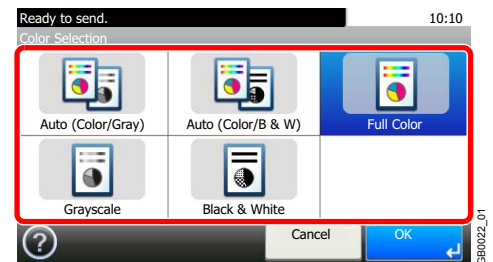 Ready to send. 10:10
Color Selection
Auto (Color/Gray) Auto (Color/B & W) Full Color
Grayscale Black & White
? Cancel OK
GB0022_01